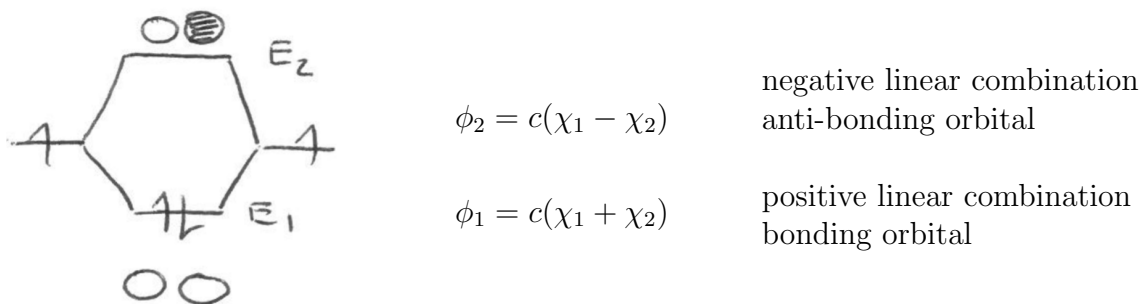 E₂
negative linear combination
ϕ₂ = c(χ₁ − χ₂) anti-bonding orbital
E₁
ϕ₁ = c(χ₁ + χ₂) positive linear combination
bonding orbital